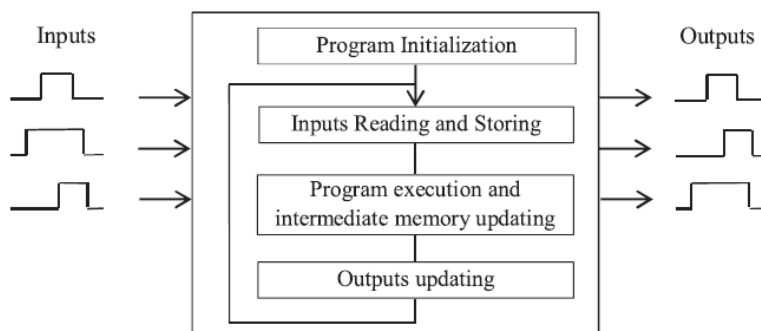 Inputs
Program Initialization
Outputs
Inputs Reading and Storing
Program execution and
intermediate memory updating
Outputs updating